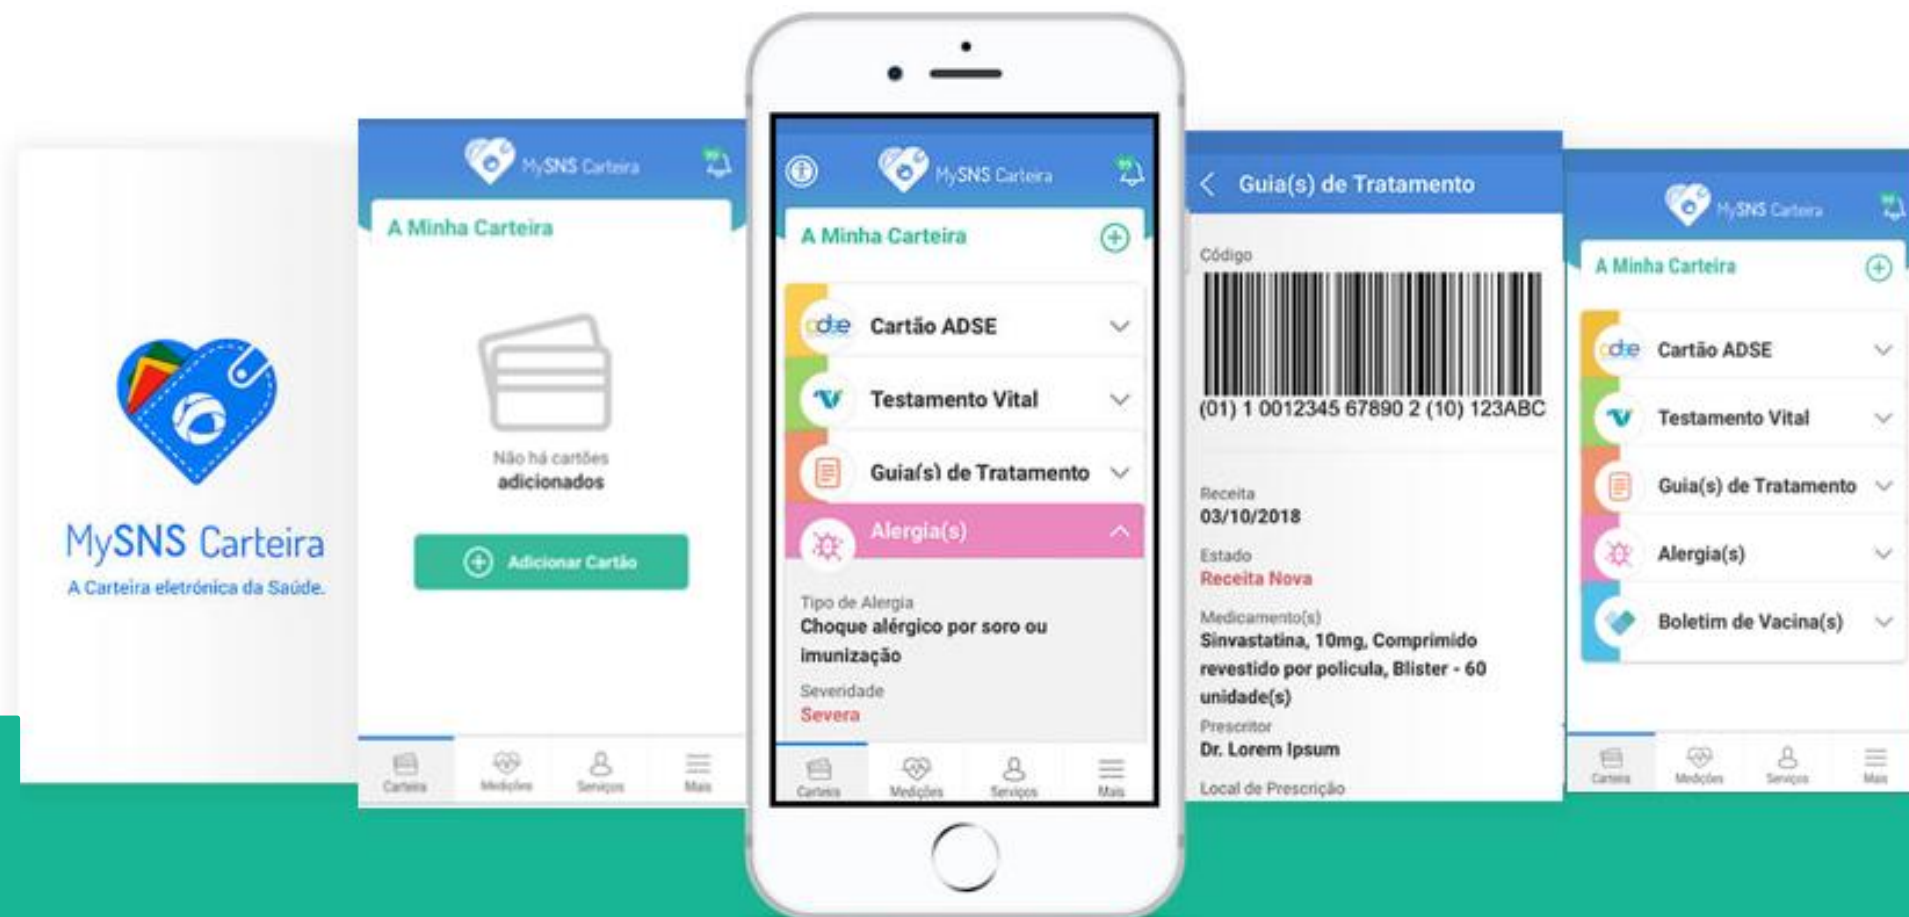 MySNS Carteira
A Carteira eletrónica da Saúde.
MySNS Carteira
A Minha Carteira
Não há cartões
adicionados
Adicionar Cartão
Carteira
Medições
Serviços
Mais
MySNS Carteira
A Minha Carteira
adse
Cartão ADSE
Testamento Vital
Guia(s) de Tratamento
Alergia(s)
Tipo de Alergia
Choque alérgico por soro ou
imunização
Severidade
Severa
Carteira
Medições
Serviços
Mais
Guia(s) de Tratamento
Código
(01) 1 0012345 67890 2 (10) 123ABC
Receita
03/10/2018
Estado
Receita Nova
Medicamento(s)
Sinvastatina, 10mg, Comprimido
revestido por policula, Blister - 60
unidade(s)
Prescritor
Dr. Lorem Ipsum
Local de Prescrição
MySNS Carteira
A Minha Carteira
adse
Cartão ADSE
Testamento Vital
Guia(s) de Tratamento
Alergia(s)
Boletim de Vacina(s)
Carteira
Medições
Serviços
Mais